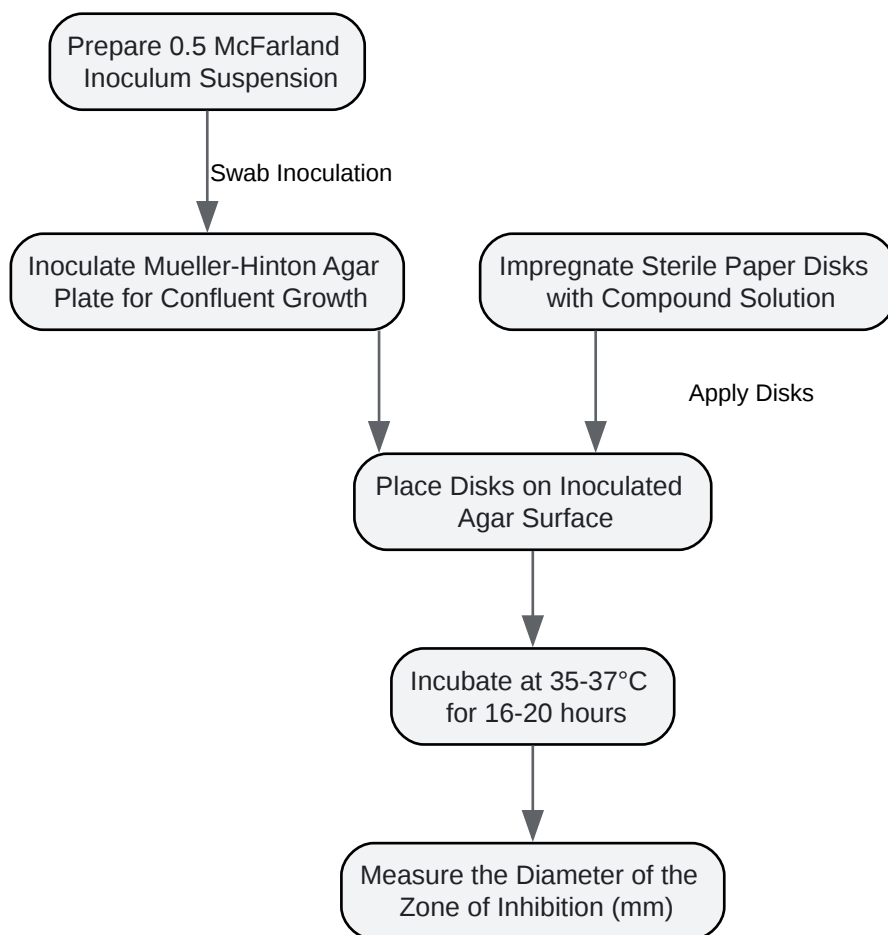 Prepare 0.5 McFarland
Inoculum Suspension
Swab Inoculation
Inoculate Mueller-Hinton Agar
Plate for Confluent Growth
Impregnate Sterile Paper Disks
with Compound Solution
Apply Disks
Place Disks on Inoculated
Agar Surface
Incubate at 35-37°C
for 16-20 hours
Measure the Diameter of the
Zone of Inhibition (mm)